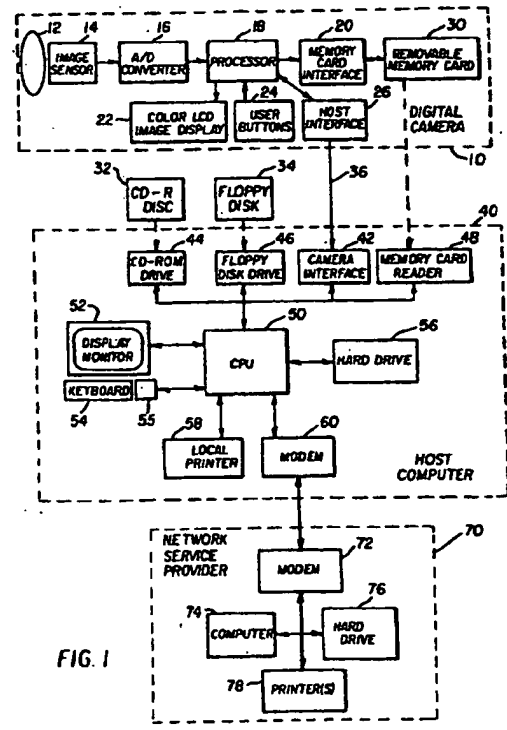 12
14
16
18
20
30
IMAGE SENSOR
A/D CONVERTER
PROCESSOR
MEMORY CARD INTERFACE
REMOVABLE MEMORY CARD
22
COLOR LCD IMAGE DISPLAY
24
USER BUTTONS
26
HOST INTERFACE
DIGITAL CAMERA
10
32
CD-R DISC
34
FLOPPY DISK
36
40
44
CD-ROM DRIVE
46
FLOPPY DISK DRIVE
42
CAMERA INTERFACE
48
MEMORY CARD READER
52
DISPLAY MONITOR
50
CPU
56
HARD DRIVE
KEYBOARD
54
55
58
LOCAL PRINTER
60
MODEM
HOST COMPUTER
NETWORK SERVICE PROVIDER
70
72
MODEM
74
COMPUTER
76
HARD DRIVE
78
PRINTER(S)
FIG. 1